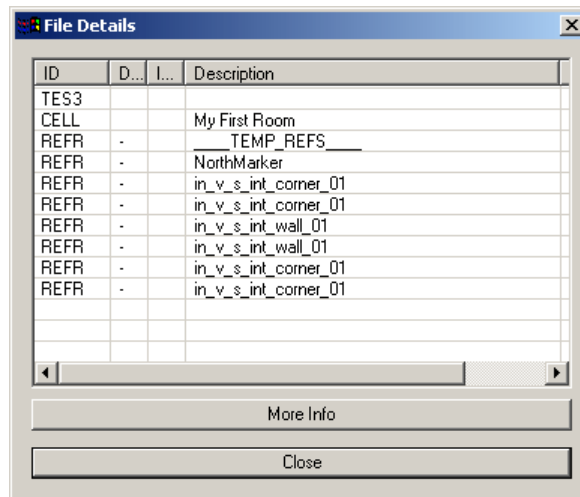 File Details
ID D... I... Description
TES3
CELL My First Room
REFR - ____TEMP_REFS____
REFR - NorthMarker
REFR - in_v_s_int_corner_01
REFR - in_v_s_int_corner_01
REFR - in_v_s_int_wall_01
REFR - in_v_s_int_wall_01
REFR - in_v_s_int_corner_01
REFR - in_v_s_int_corner_01
More Info
Close